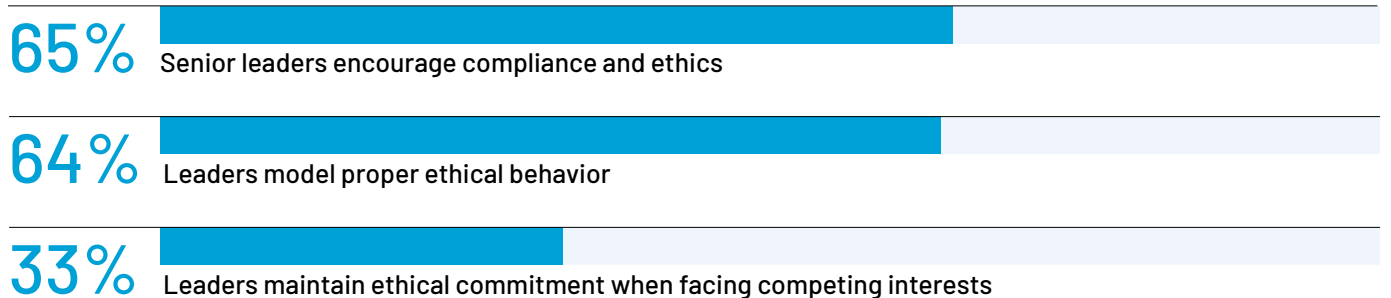 65%
Senior leaders encourage compliance and ethics
64%
Leaders model proper ethical behavior
33%
Leaders maintain ethical commitment when facing competing interests